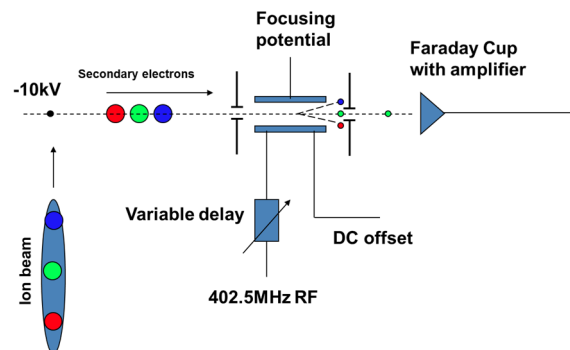 Focusing
potential
Faraday Cup
with amplifier
Secondary electrons
-10kV
Variable delay
DC offset
Ion beam
402.5MHz RF